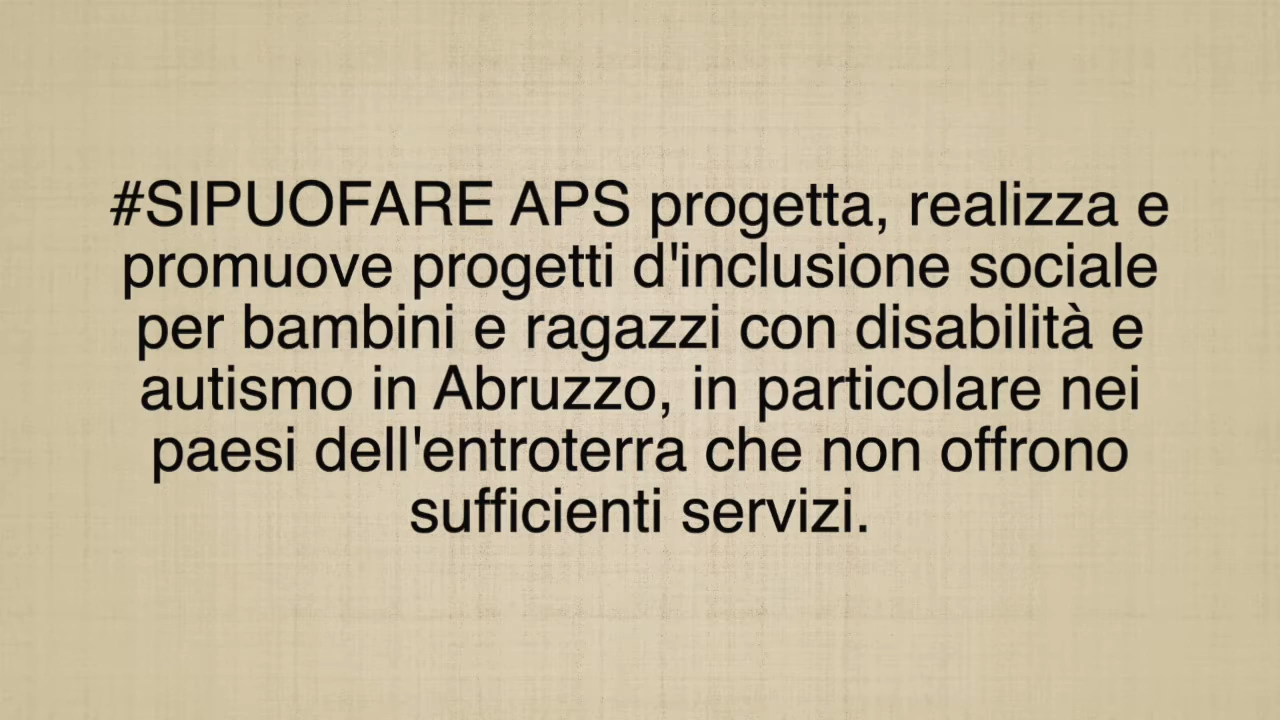 #SIPUOFARE APS progetta, realizza e
promuove progetti d'inclusione sociale
per bambini e ragazzi con disabilità e
autismo in Abruzzo, in particolare nei
paesi dell'entroterra che non offrono
sufficienti servizi.